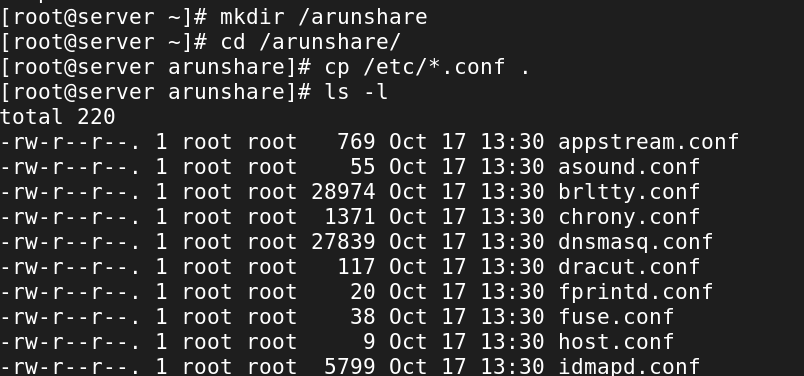 [root@server ~]# mkdir /arunshare
[root@server ~]# cd /arunshare/
[root@server arunshare]# cp /etc/*.conf .
[root@server arunshare]# ls -l
total 220
-rw-r--r--. 1 root root   769 Oct 17 13:30 appstream.conf
-rw-r--r--. 1 root root    55 Oct 17 13:30 asound.conf
-rw-r--r--. 1 root root 28974 Oct 17 13:30 brltty.conf
-rw-r--r--. 1 root root  1371 Oct 17 13:30 chrony.conf
-rw-r--r--. 1 root root 27839 Oct 17 13:30 dnsmasq.conf
-rw-r--r--. 1 root root   117 Oct 17 13:30 dracut.conf
-rw-r--r--. 1 root root    20 Oct 17 13:30 fprintd.conf
-rw-r--r--. 1 root root    38 Oct 17 13:30 fuse.conf
-rw-r--r--. 1 root root     9 Oct 17 13:30 host.conf
-rw-r--r--. 1 root root  5799 Oct 17 13:30 idmapd.conf